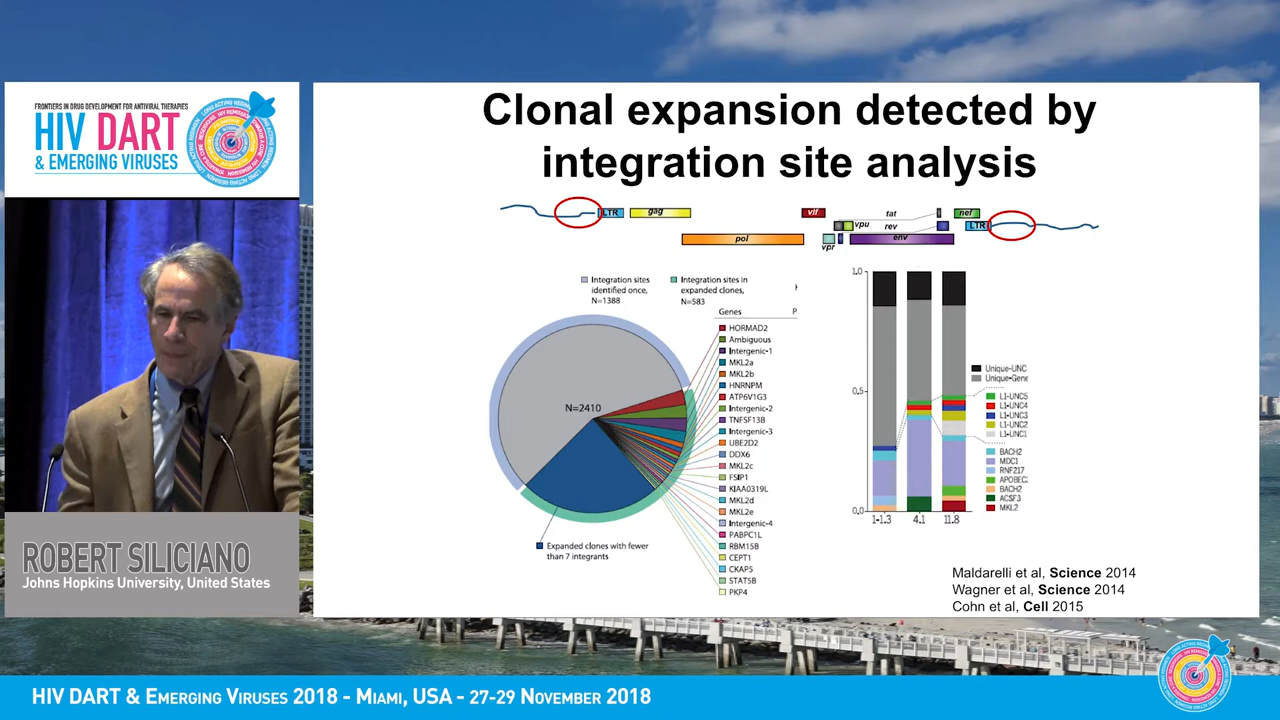 FRONTIERS IN DRUG DEVELOPMENT FOR ANTIVIRAL THERAPIES
HIV DART
& EMERGING VIRUSES
ROBERT SILICIANO
Johns Hopkins University, United States
Clonal expansion detected by
integration site analysis
LTR
gag
pol
vif
vpr
vpu
tat
rev
env
nef
LTR
Integration sites
identified once,
N=1388
Integration sites in
expanded clones,
N=583
Genes
P
N=2410
HORMAD2
Ambiguous
Intergenic-1
MKL2a
MKL2b
HNRNPM
ATP6V1G3
Intergenic-2
TNFSF13B
Intergenic-3
UBE2D2
DDX6
MKL2c
FSIP1
KIAA0319L
MKL2d
MKL2e
Intergenic-4
PABPC1L
RBM15B
CEPT1
CKAP5
STAT5B
PKP4
Expanded clones with fewer
than 7 integrants
1.0
0.5
0.0
1-1.3
4.1
11.8
Unique-UNC
Unique-Gene
L1-UNC5
L1-UNC4
L1-UNC3
L1-UNC2
L1-UNC1
BACH2
MDC1
RNF217
APOBEC
BACH2
ACSF3
MKL2
Maldarelli et al, Science 2014
Wagner et al, Science 2014
Cohn et al, Cell 2015
HIV DART & EMERGING VIRUSES 2018 - MIAMI, USA - 27-29 NOVEMBER 2018